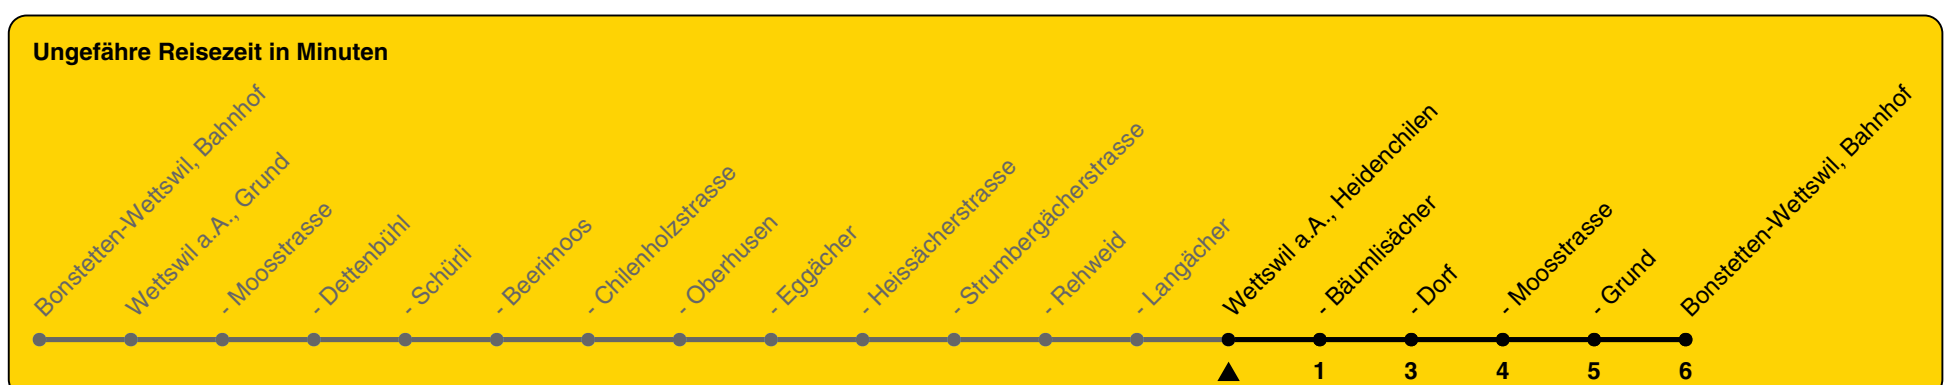 Ungefähre Reisezeit in Minuten
Bonstetten-Wettswil, Bahnhof
Wettswil a.A., Grund
- Moosstrasse
- Dettenbühl
- Schürli
- Beerimoos
- Chilenholzstrasse
- Oberhusen
- Eggächer
- Heissächerstrasse
- Strumbergächerstrasse
- Rehweid
- Langächer
Wettswil a.A., Heidenchilen
- Bäumlisächer
- Dorf
- Moosstrasse
- Grund
Bonstetten-Wettswil, Bahnhof
1 3 4 5 6